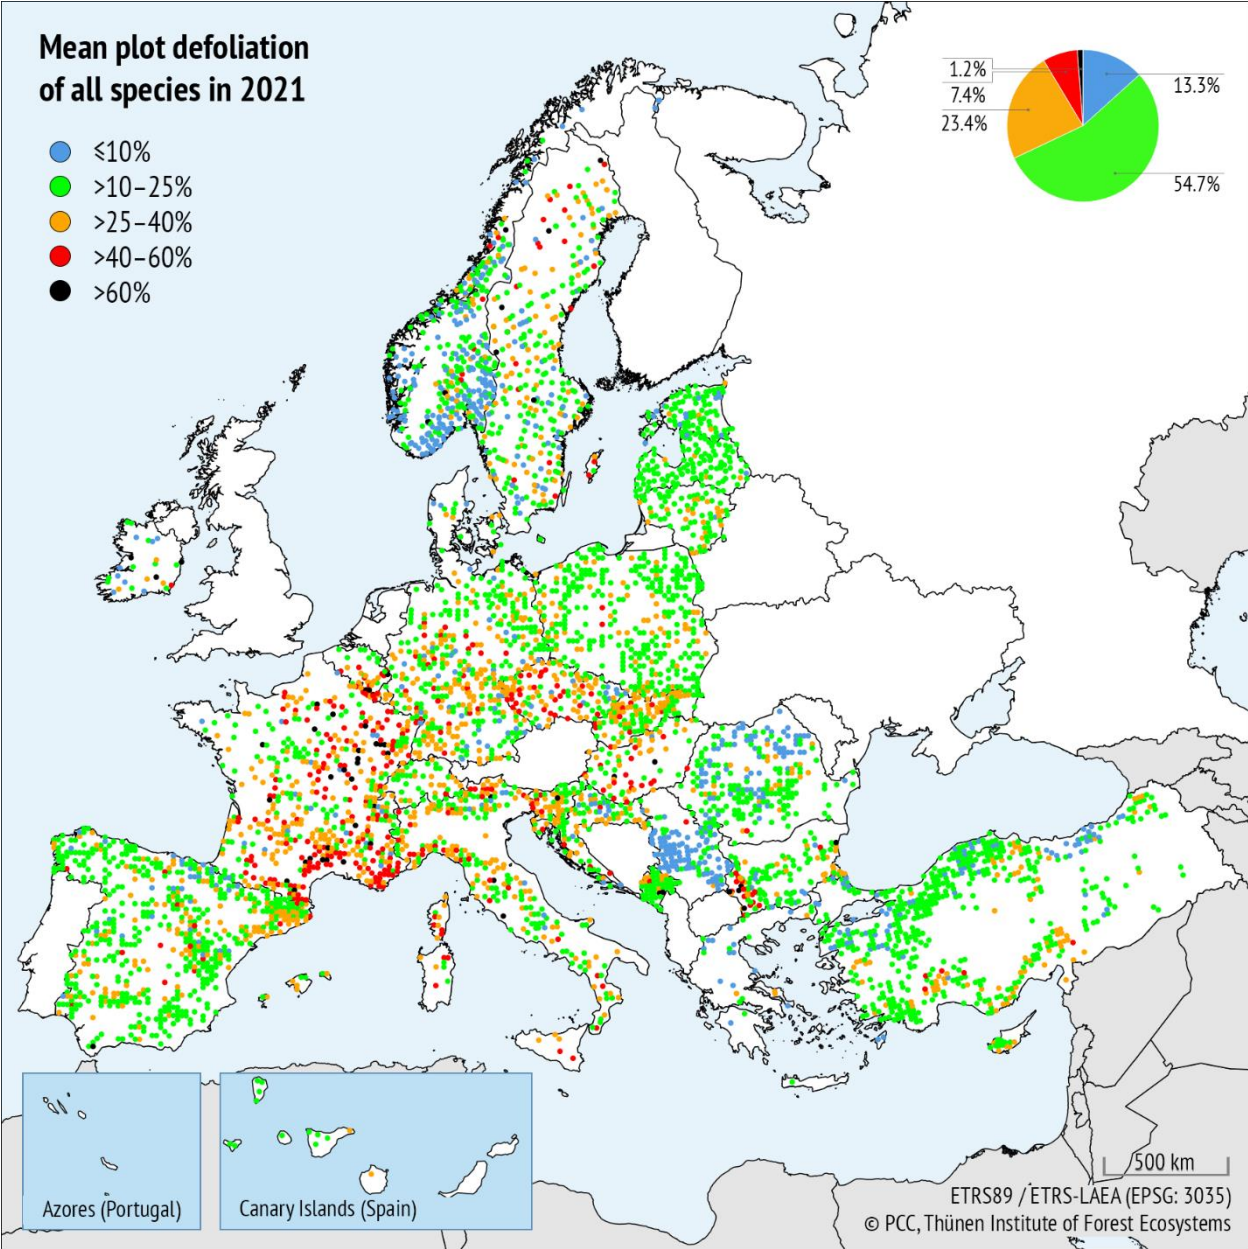 Mean plot defoliation
of all species in 2021
≤10%
>10–25%
>25–40%
>40–60%
>60%
1.2%
7.4%
23.4%
13.3%
54.7%
Azores (Portugal)
Canary Islands (Spain)
500 km
ETRS89 / ETRS-LAEA (EPSG: 3035)
© PCC, Thünen Institute of Forest Ecosystems